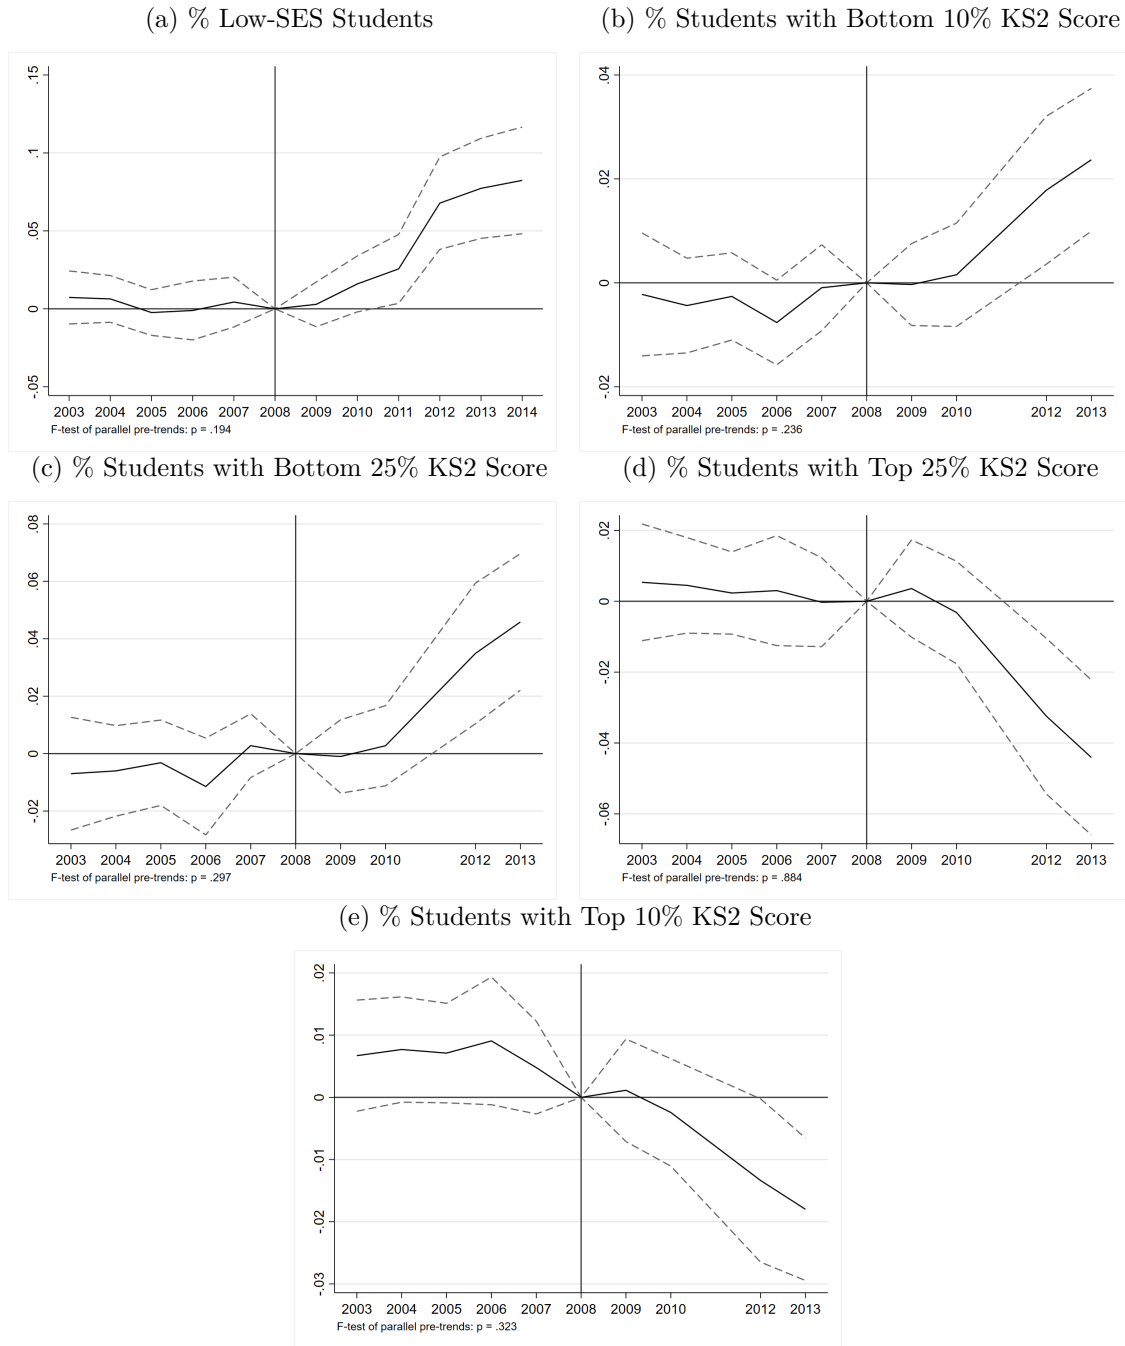 (a) % Low-SES Students
(b) % Students with Bottom 10% KS2 Score
.15
.1
.05
0
-.05
2003 2004 2005 2006 2007 2008 2009 2010 2011 2012 2013 2014
F-test of parallel pre-trends: p = .194
.04
.02
0
-.02
2003 2004 2005 2006 2007 2008 2009 2010 2012 2013
F-test of parallel pre-trends: p = .236
(c) % Students with Bottom 25% KS2 Score
(d) % Students with Top 25% KS2 Score
.08
.06
.04
.02
0
-.02
2003 2004 2005 2006 2007 2008 2009 2010 2012 2013
F-test of parallel pre-trends: p = .297
.02
0
-.02
-.04
-.06
2003 2004 2005 2006 2007 2008 2009 2010 2012 2013
F-test of parallel pre-trends: p = .884
(e) % Students with Top 10% KS2 Score
.02
.01
0
-.01
-.02
-.03
2003 2004 2005 2006 2007 2008 2009 2010 2012 2013
F-test of parallel pre-trends: p = .323